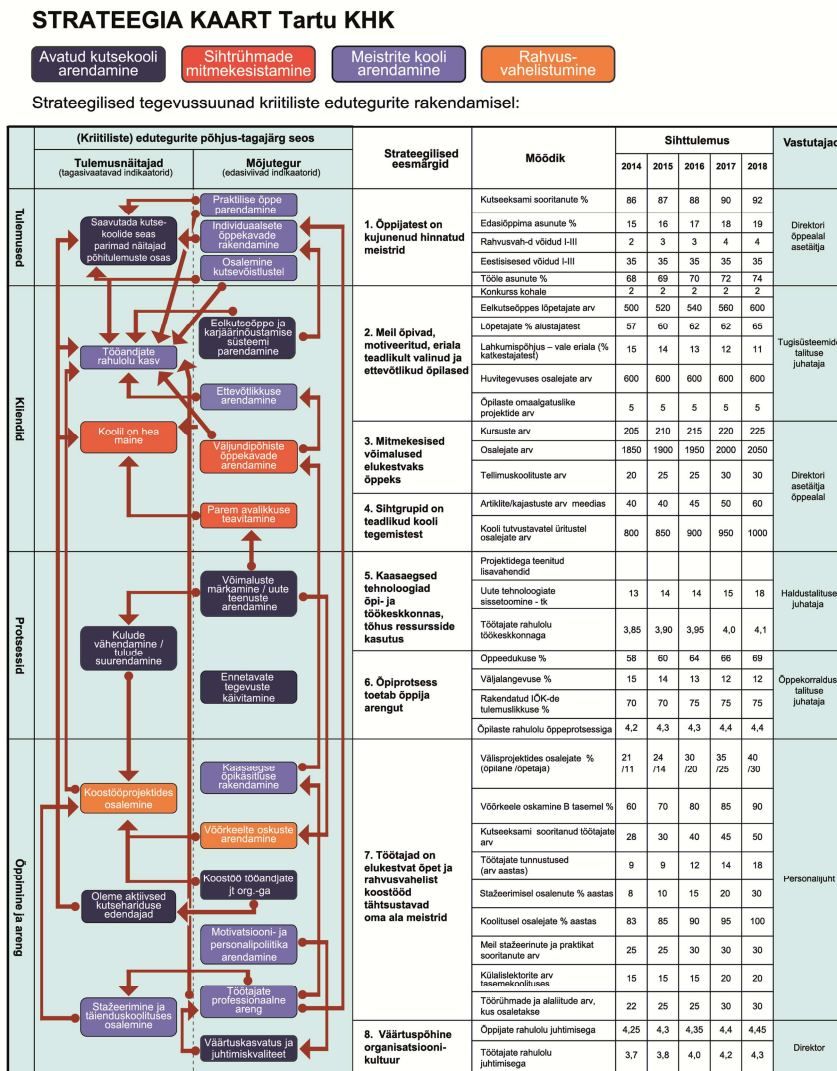 STRATEEGIA KAART Tartu KHK
Avatud kutsekooli
arendamine
Sihtrühmade
mitmekesistamine
Meistrite kooli
arendamine
Rahvus-
vahelistumine
Strateegilised tegevussuunad kriitiliste edutegurite rakendamisel:
(Kriitiliste) edutegurite põhjus-tagajärg seos
Tulemusnäitajad
(tagasivaatavad indikaatorid)
Mõjutegur
(edasiviivad indikaatorid)
Strateegilised
eesmärgid
Mõõdik
Sihttulemus
2014 2015 2016 2017 2018
Vastutajad
Tulemused
Saavutada kutse-
koolide seas
parimad näitajad
põhitulemuste osas
Praktilise õppe
parendamine
Individuaalsete
õppekavade
rakendamine
Osalemine
kutsevõistlustel
1. Õppijatest on
kujunenud hinnatud
meistrid
Kutseeksami sooritanute % 86 87 88 90 92
Edasiõppima asunute % 15 16 17 18 19
Rahvusvah-d võidud I-III 2 3 3 4 4
Eestisisesed võidud I-III 35 35 35 35 35
Tööle asunute % 68 69 70 72 74
Direktori
õppealal
asetäitja
Kliendid
Tööandjate
rahulolu kasv
Koolil on hea
maine
Eelkutseõppe ja
karjäärinõustamise
süsteemi
parendamine
Ettevõtlikkuse
arendamine
Väljundipõhiste
õppekavade
arendamine
Parem avalikkuse
teavitamine
2. Meil õpivad,
motiveeritud, eriala
teadlikult valinud ja
ettevõtlikud õpilased
Konkurss kohale 2 2 2 2 2
Eelkutseõppes lõpetajate arv 500 520 540 560 600
Lõpetajate % alustajatest 57 60 62 62 65
Lahkumispõhjus – vale eriala (%
katkestajatest) 15 14 13 12 11
Huvitegevuses osalejate arv 600 600 600 600 600
Õpilaste omaalgatuslike
projektide arv 5 5 5 5 5
Tugisüsteemide
talituse
juhataja
3. Mitmekesised
võimalused
elukestvaks
õppeks
Kursuste arv 205 210 215 220 225
Osalejate arv 1850 1900 1950 2000 2050
Tellimuskoolituste arv 20 25 25 30 30
4. Sihtgrupid on
teadlikud kooli
tegemistest
Artiklite/kajastuste arv meedias 40 40 45 50 60
Kooli tutvustavatel üritustel
osalejate arv 800 850 900 950 1000
Direktori
asetäitja
õppealal
Protsessid
Kulude
vähendamine /
tulude
suurendamine
Võimaluste
märkamine / uute
teenuste
arendamine
Ennetavate
tegevuste
käivitamine
5. Kaasaegsed
tehnoloogiad
õpi- ja
töökeskkonnas,
tõhus ressursside
kasutus
Projektidega teenitud
lisavahendid
Uute tehnoloogiate
sissetoomine - tk 13 14 14 15 18
Töötajate rahulolu
töökeskkonnaga 3,85 3,90 3,95 4,0 4,1
Haldustalituse
juhataja
6. Õpiprotsess
toetab õppija
arengut
Õppeedukuse % 58 60 64 66 69
Väljalangevuse % 15 14 13 12 12
Rakendatud IÕK-de
tulemuslikkuse % 70 70 75 75 75
Õpilaste rahulolu õppeprotsessiga 4,2 4,3 4,3 4,4 4,4
Õppekorraldus
talituse
juhataja
Õppimine ja areng
Koostööprojektides
osalemine
Oleme aktiivsed
kutsehariduse
edendajad
Stažeerimine ja
täienduskoolituses
osalemine
Kaasaegse
õpikäsitluse
rakendamine
Võõrkeelte oskuste
arendamine
Koostöö tööandjate
jt org.-ga
Motivatsiooni- ja
personalipoliitika
arendamine
Töötajate
professionaalne
areng
Väärtuskasvatus ja
juhtimiskvaliteet
7. Töötajad on
elukestvat õpet ja
rahvusvahelist
koostööd
tähtsustavad
oma ala meistrid
Välisprojektides osalejate %
(õpilane /õpetaja) 21 /11 24 /14 30 /20 35 /25 40 /30
Võõrkeele oskamine B tasemel % 60 70 80 85 90
Kutseeksami sooritanud töötajate
arv 28 30 40 45 50
Töötajate tunnustused
(arv aastas) 9 9 12 14 18
Stažeerimisel osalenute % aastas 8 10 15 20 30
Koolitusel osalejate % aastas 83 85 90 95 100
Meil stažeerinute ja praktikat
sooritanute arv 25 25 30 30 30
Külalislektorite arv
tasemekoolituses 15 15 15 20 20
Töörühmade ja alaliitude arv,
kus osaletakse 22 25 25 30 30
Personalijuht
8. Väärtuspõhine
organisatsiooni-
kultuur
Õppijate rahulolu juhtimisega 4,25 4,3 4,35 4,4 4,45
Töötajate rahulolu
juhtimisega 3,7 3,8 4,0 4,2 4,3
Direktor